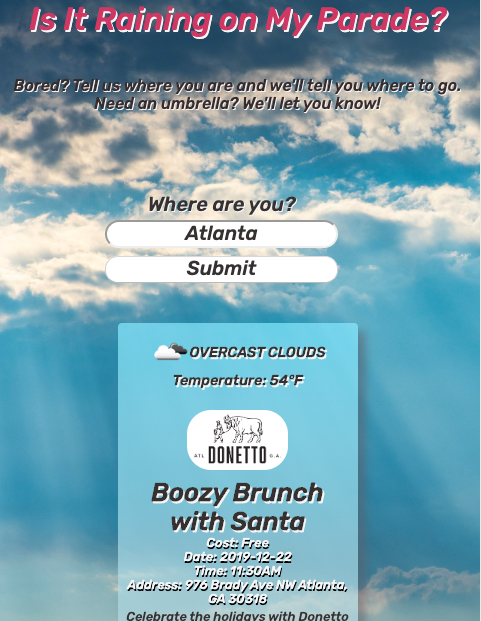 Is It Raining on My Parade?
Bored? Tell us where you are and we'll tell you where to go.
Need an umbrella? We'll let you know!
Where are you?
Atlanta
Submit
OVERCAST CLOUDS
Temperature: 54°F
ATL DONETTO G.A.
Boozy Brunch
with Santa
Cost: Free
Date: 2019-12-22
Time: 11:30AM
Address: 976 Brady Ave NW Atlanta,
GA 30318
Celebrate the holidays with Donetto